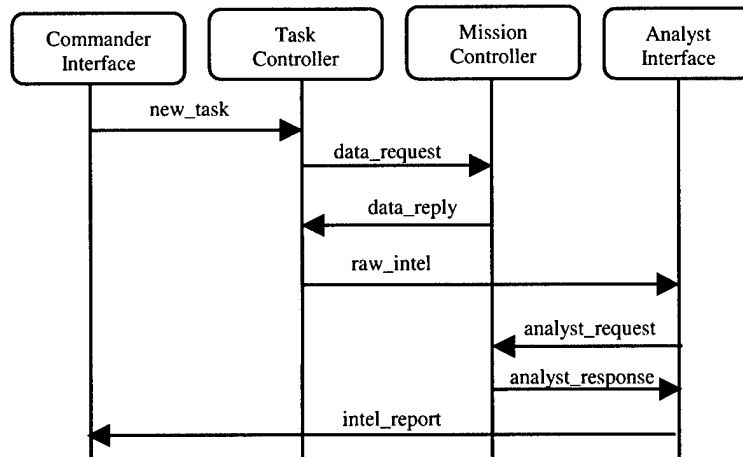 Commander
Interface
Task
Controller
Mission
Controller
Analyst
Interface
new_task
data_request
data_reply
raw_intel
analyst_request
analyst_response
intel_report